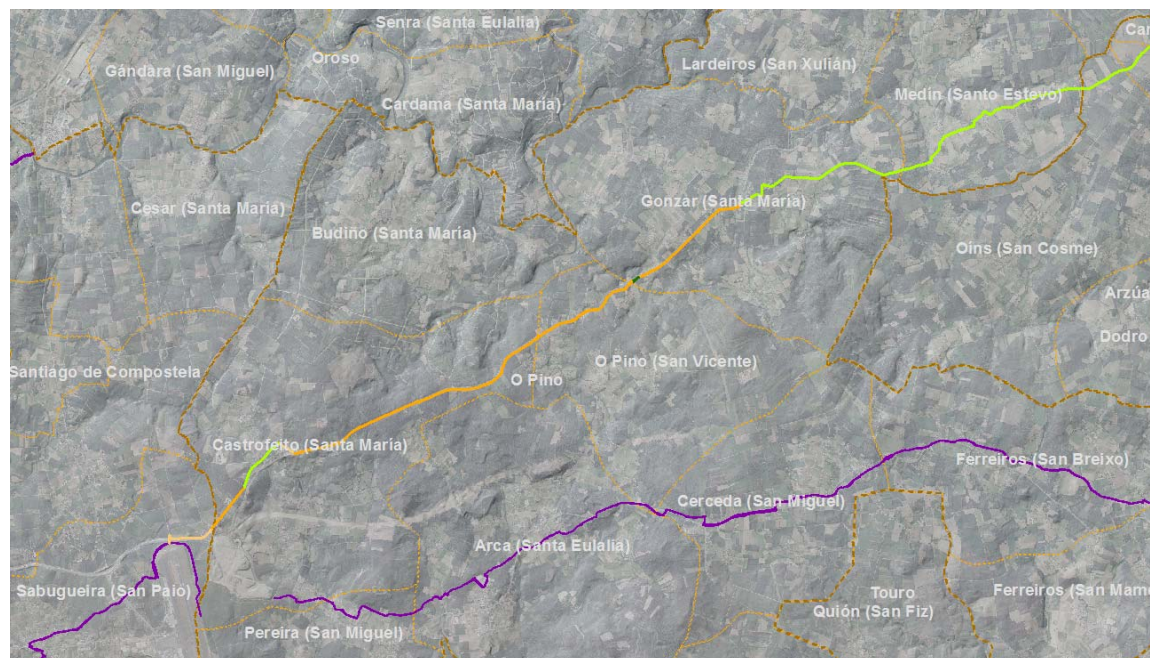 Senra (Santa Eulalia)
Oroso
Gándara (San Miguel)
Lardeiros (San Xulián)
Cardama (Santa María)
Medín (Santo Estevo)
Cesar (Santa María)
Gonzar (Santa María)
Budiño (Santa María)
Oins (San Cosme)
Arzúa
Dodro
Santiago de Compostela
O Pino (San Vicente)
O Pino
Castrofeito (Santa María)
Ferreiros (San Breixo)
Cerceda (San Miguel)
Arca (Santa Eulalia)
Sabugueira (San Paio)
Touro
Quión (San Fiz)
Ferreiros (San Mame
Pereira (San Miguel)